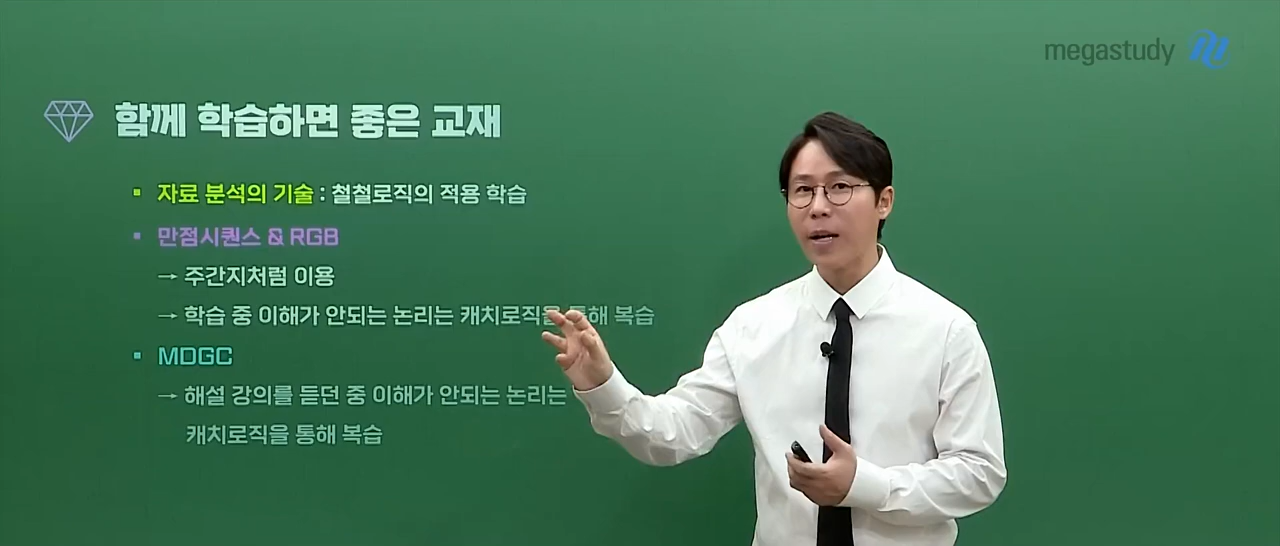 megastudy
함께 학습하면 좋은 교재
▪ 자료 분석의 기술 : 철철로직의 적용 학습
▪ 만점시퀀스 & RGB
→ 주간지처럼 이용
→ 학습 중 이해가 안되는 논리는 캐치로직을 통해 복습
▪ MDGC
→ 해설 강의를 듣던 중 이해가 안되는 논리는
캐치로직을 통해 복습